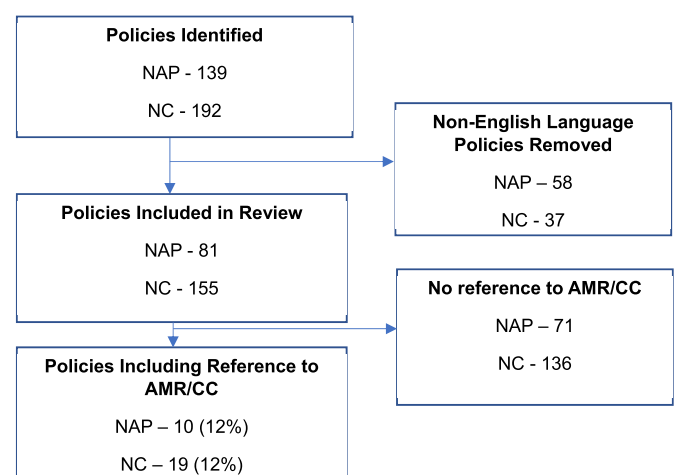 Policies Identified
NAP - 139
NC - 192
Non-English Language
Policies Removed
NAP – 58
NC - 37
Policies Included in Review
NAP - 81
NC - 155
No reference to AMR/CC
NAP – 71
NC - 136
Policies Including Reference to
AMR/CC
NAP – 10 (12%)
NC – 19 (12%)